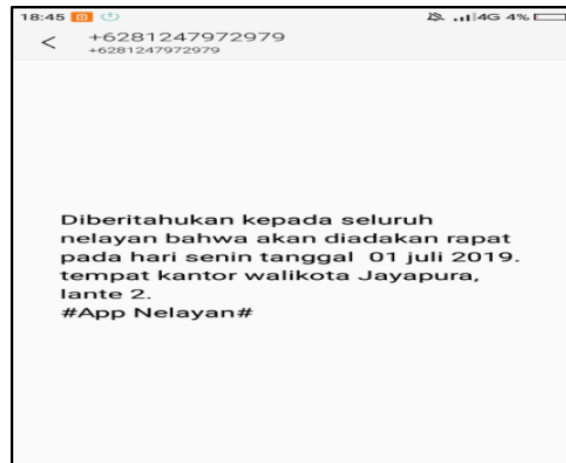 18:45 4G 4%
+6281247972979
+6281247972979
Diberitahukan kepada seluruh
nelayan bahwa akan diadakan rapat
pada hari senin tanggal 01 juli 2019.
tempat kantor walikota Jayapura,
lante 2.
#App Nelayan#